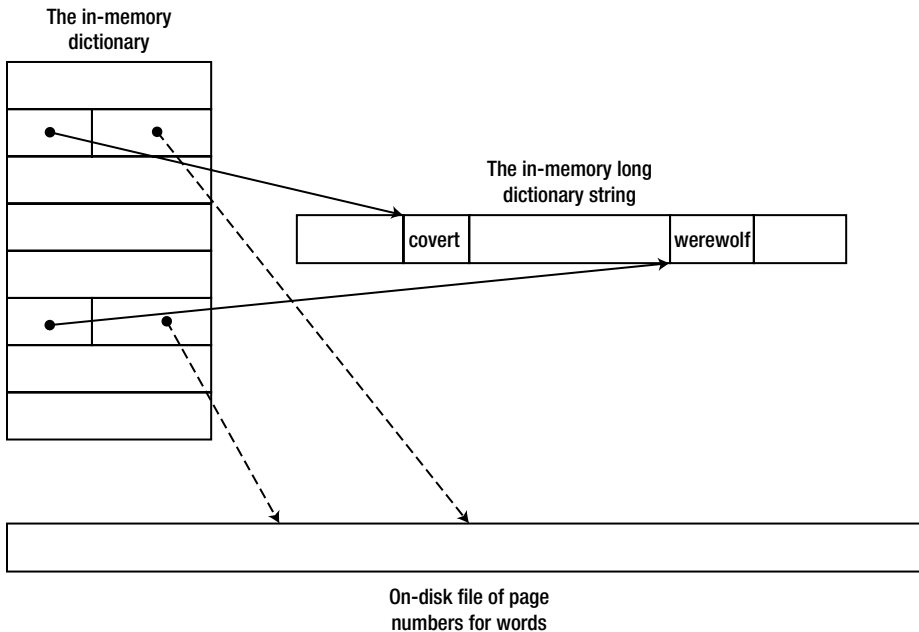 The in-memory
dictionary
The in-memory long
dictionary string
covert
werewolf
On-disk file of page
numbers for words